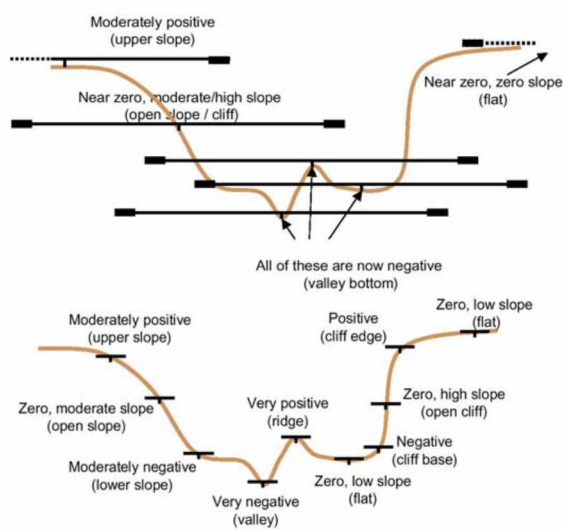 Moderately positive
(upper slope)
Near zero, zero slope
(flat)
Near zero, moderate/high slope
(open slope / cliff)
All of these are now negative
(valley bottom)
Zero, low slope
(flat)
Moderately positive
(upper slope)
Positive
(cliff edge)
Zero, moderate slope
(open slope)
Very positive
(ridge)
Zero, high slope
(open cliff)
Moderately negative
(lower slope)
Negative
(cliff base)
Zero, low slope
(flat)
Very negative
(valley)